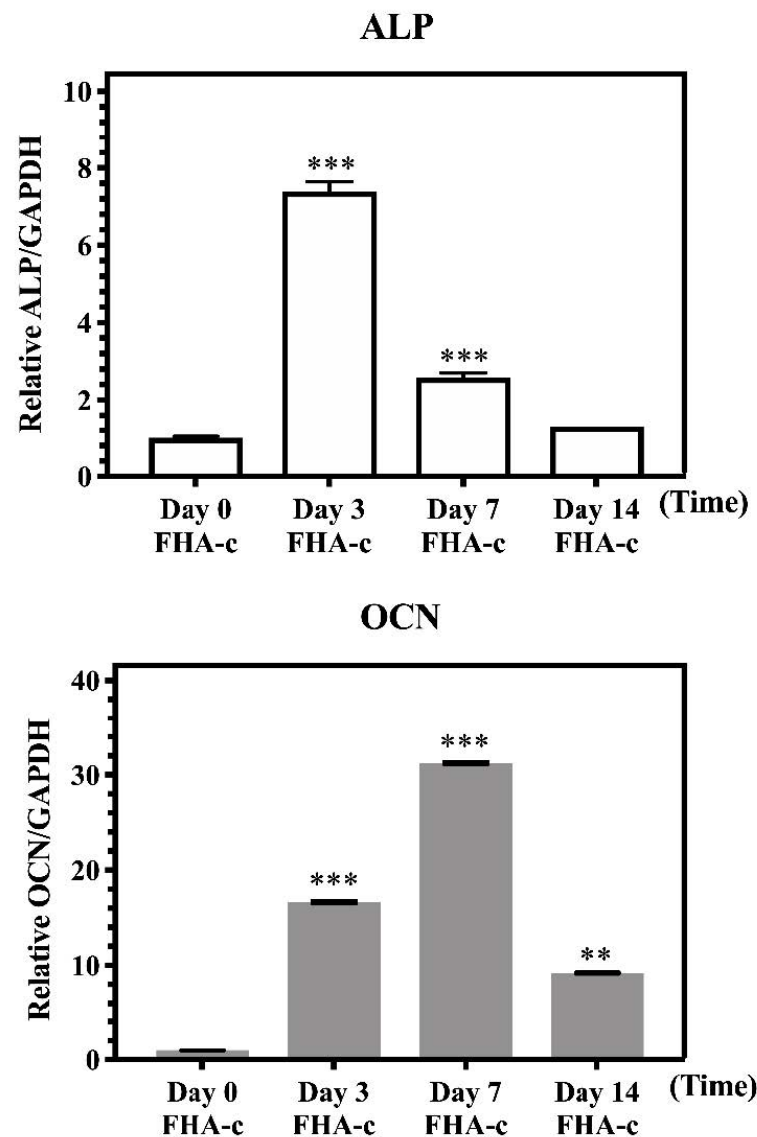 ALP
Relative ALP/GAPDH
10
8
6
4
2
0
***
***
Day 0 Day 3 Day 7 Day 14 (Time)
FHA-c FHA-c FHA-c FHA-c
OCN
Relative OCN/GAPDH
40
30
20
10
0
***
***
**
Day 0 Day 3 Day 7 Day 14 (Time)
FHA-c FHA-c FHA-c FHA-c